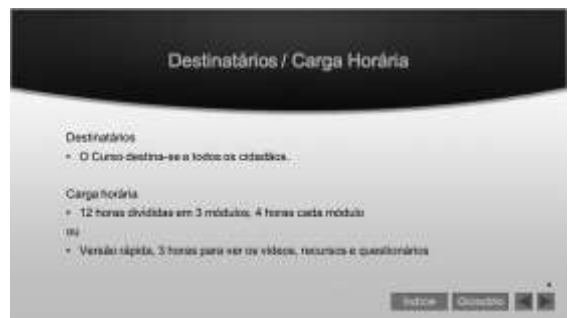 Destinatários / Carga Horária
Destinatários
• O Curso destina-se a todos os cidadãos.
Carga horária
• 12 horas divididas em 3 módulos, 4 horas cada módulo
ou
• Versão rápida, 3 horas para ver os vídeos, recursos e questionários
Índice Glossário